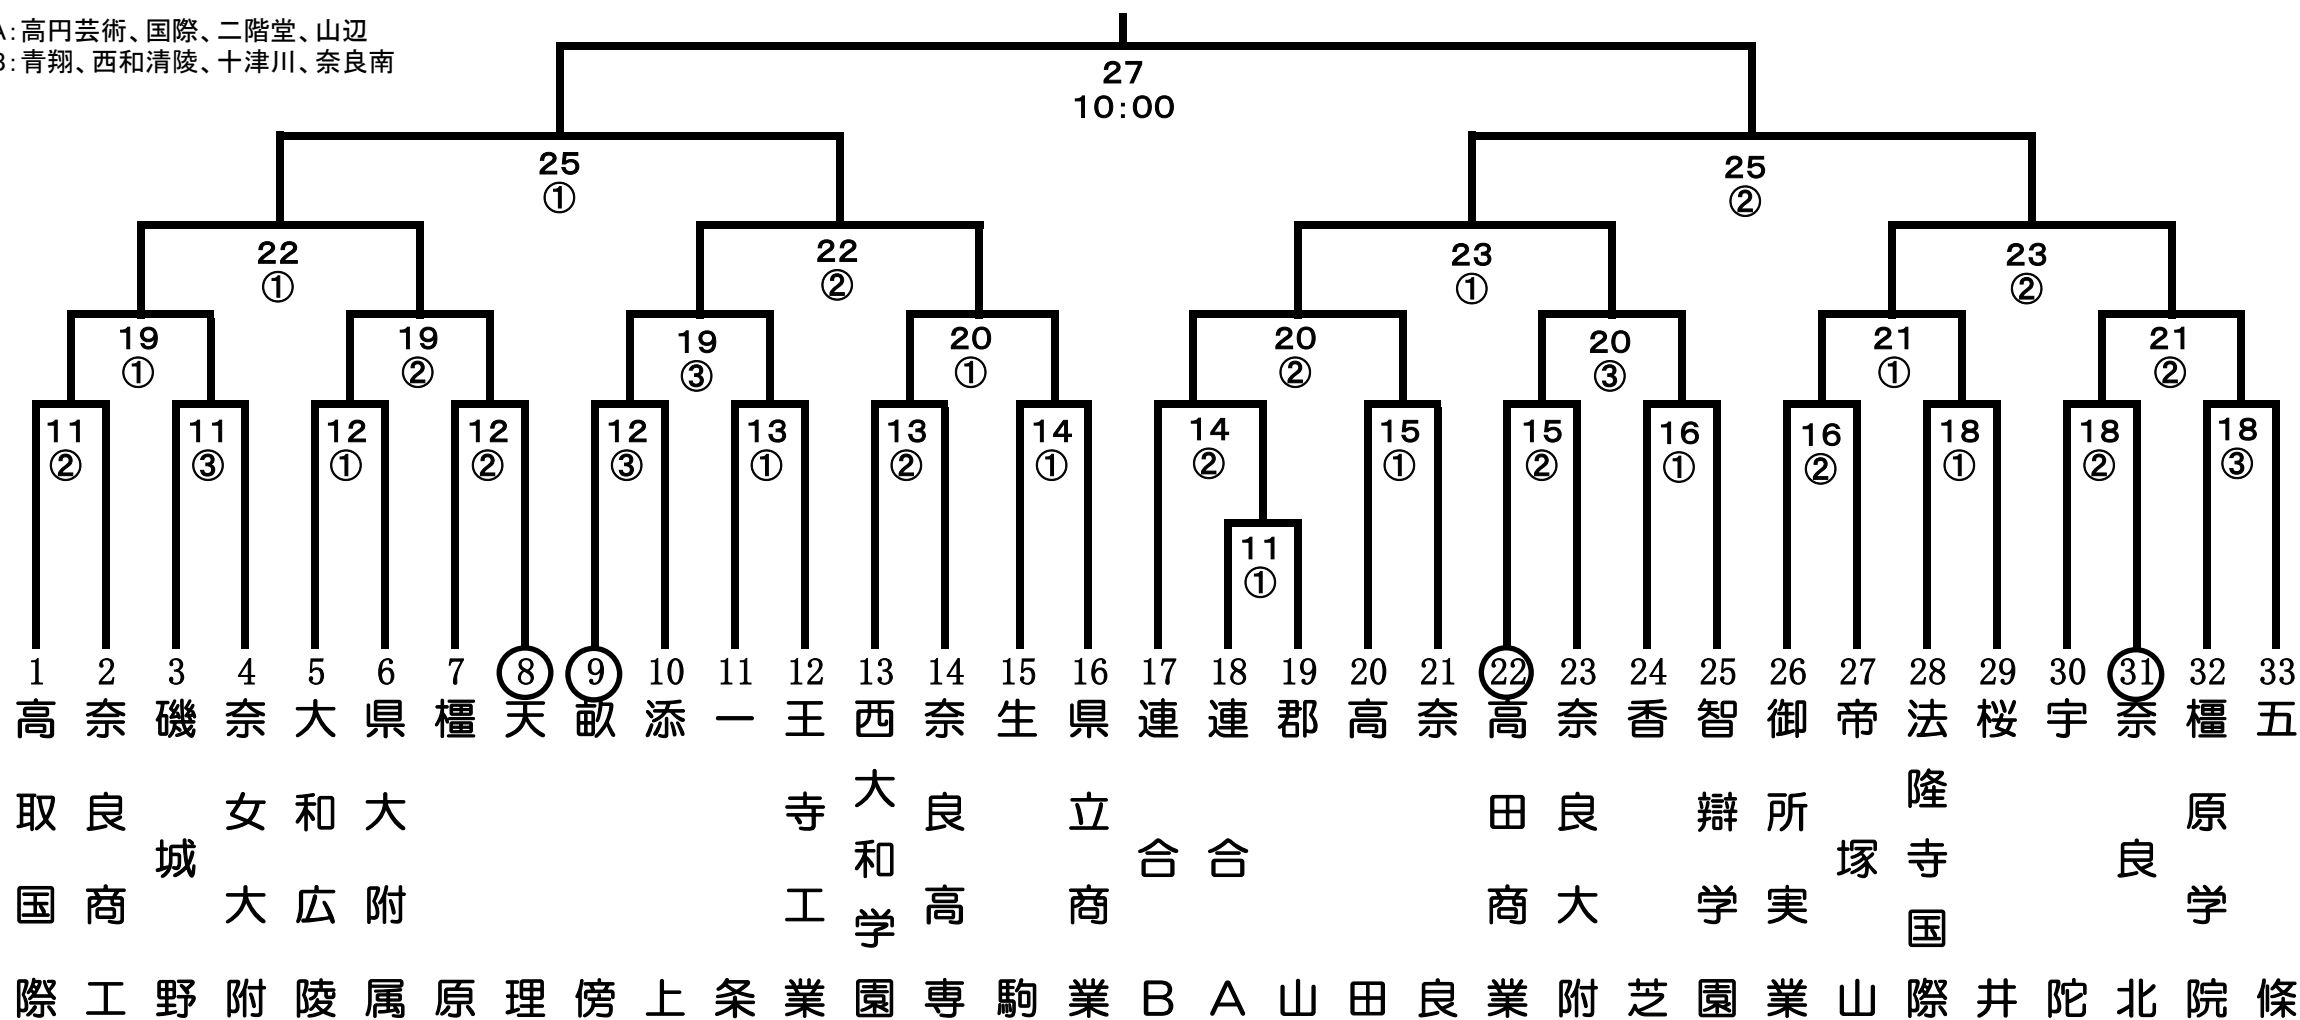 A：高円芸術、国際、二階堂、山辺
B：青翔、西和清陵、十津川、奈良南
27
10:00
25
①
25
②
22
①
22
②
23
①
23
②
19
①
19
②
19
③
20
①
20
②
20
③
21
①
21
②
11
②
11
③
12
①
12
②
12
③
13
①
13
②
14
①
14
②
15
①
15
②
16
①
16
②
18
①
18
②
18
③
11
①
1
高取国際
2
奈良商工
3
磯城野
4
奈女大附
5
大和広陵
6
県大附属
7
橿原
8
天理
9
畝傍
10
添上
11
一条
12
王寺工業
13
西大和学園
14
奈良高専
15
生駒
16
県立商業
17
連合B
18
連合A
19
郡山
20
高田
21
奈良
22
高田商業
23
奈良大附
24
香芝
25
智辯学園
26
御所実業
27
帝塚山
28
法隆寺国際
29
桜井
30
宇陀
31
奈良北
32
橿原学院
33
五條